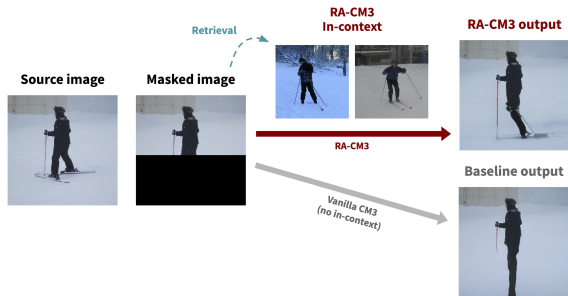 RA-CM3
In-context
RA-CM3 output
Retrieval
Source image
Masked image
RA-CM3
Baseline output
Vanilla CM3
(no in-context)